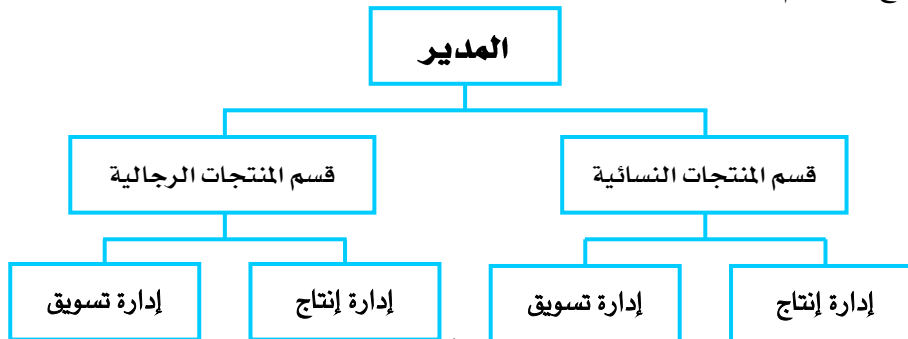 المدير
قسم المنتجات النسائية
قسم المنتجات الرجالية
إدارة إنتاج
إدارة تسويق
إدارة إنتاج
إدارة تسويق